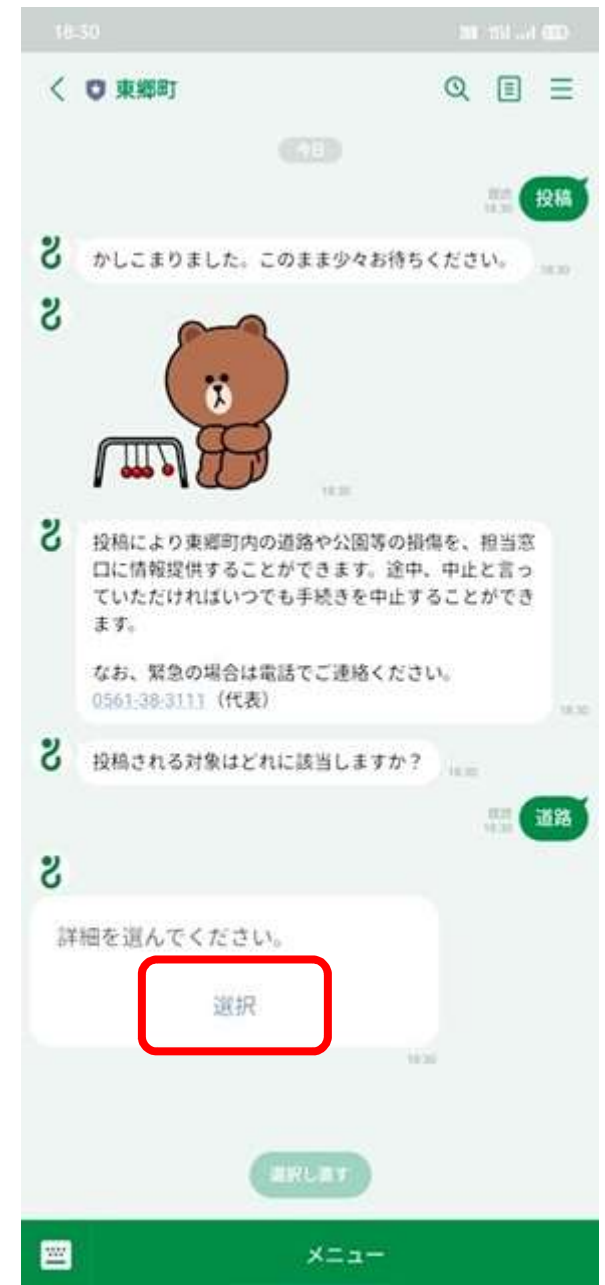 18:30
東郷町
今日
既読
18:30
投稿
かしこまりました。このまま少々お待ちください。
18:30
18:30
投稿により東郷町内の道路や公園等の損傷を、担当窓
口に情報提供することができます。途中、中止と言っ
ていただければいつでも手続きを中止することができ
ます。
なお、緊急の場合は電話でご連絡ください。
0561-38-3111（代表）
18:30
投稿される対象はどれに該当しますか？
18:30
既読
18:30
道路
詳細を選んでください。
選択
18:30
選択し直す
メニュー